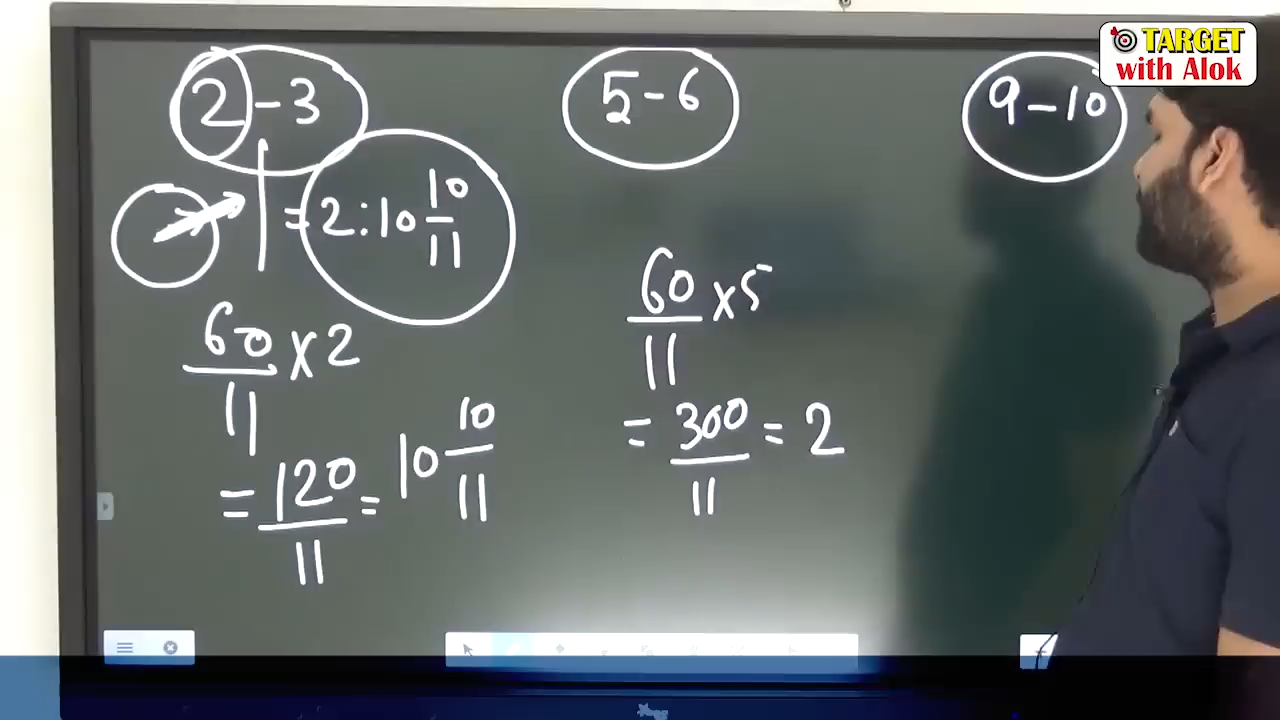 TARGET
with Alok
2-3
= 2:10 10/11
60/11 x 2
= 120/11 = 10 10/11
5-6
60/11 x 5
= 300/11 = 2
9-10